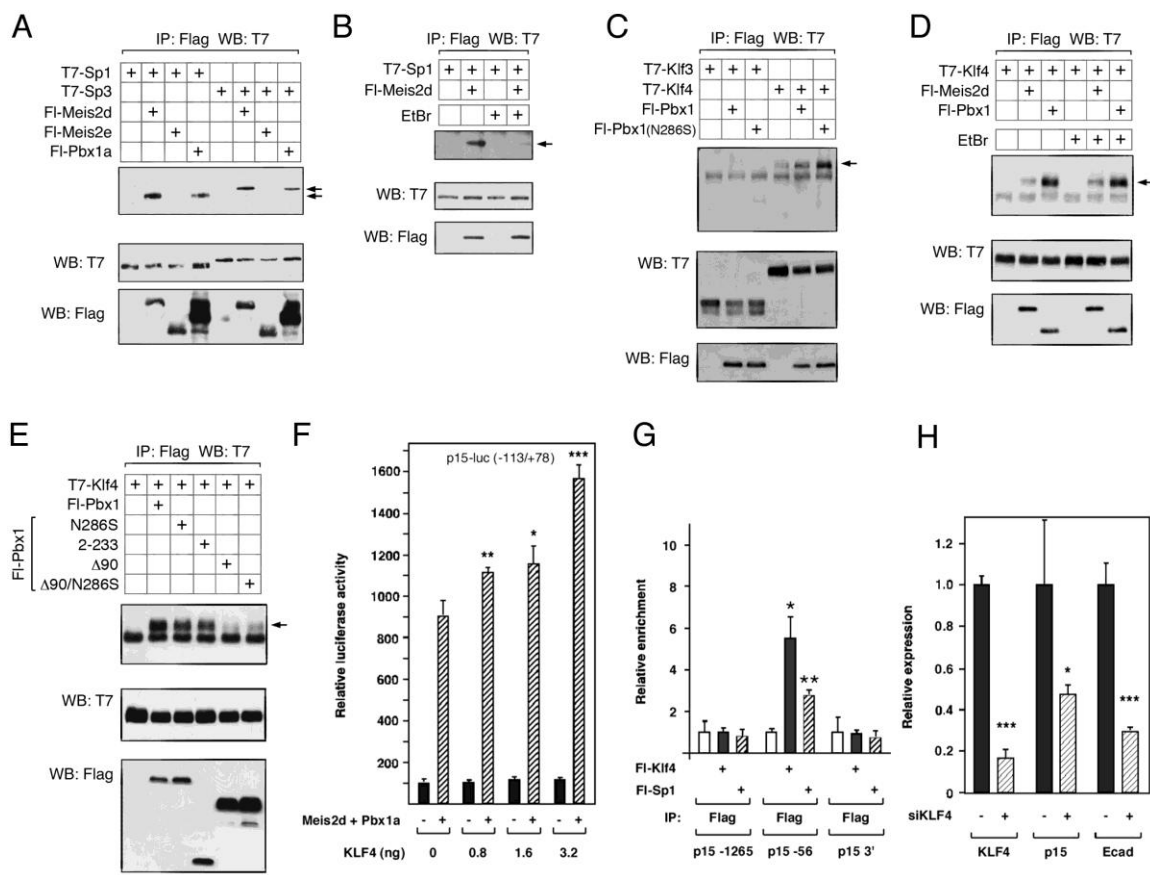 A
IP: Flag WB: T7
T7-Sp1 + + + +
T7-Sp3 + + + +
Fl-Meis2d + +
Fl-Meis2e + +
Fl-Pbx1a + +
WB: T7
WB: Flag
B
IP: Flag WB: T7
T7-Sp1 + + + +
Fl-Meis2d + +
EtBr + +
WB: T7
WB: Flag
C
IP: Flag WB: T7
T7-Klf3 + + +
T7-Klf4 + + +
Fl-Pbx1 + +
Fl-Pbx1(N286S) + +
WB: T7
WB: Flag
D
IP: Flag WB: T7
T7-Klf4 + + + + + +
Fl-Meis2d + +
Fl-Pbx1 + +
EtBr + + +
WB: T7
WB: Flag
E
IP: Flag WB: T7
T7-Klf4 + + + + + +
Fl-Pbx1 +
Fl-Pbx1
N286S +
2-233 +
Δ90 +
Δ90/N286S +
WB: T7
WB: Flag
F
p15-luc (-113/+78)
Relative luciferase activity
1600
1400
1200
1000
800
600
400
200
100
** * ***
- + - + - + - +
Meis2d + Pbx1a
KLF4 (ng) 0 0.8 1.6 3.2
G
Relative enrichment
10
8
6
4
2
0
* **
Fl-Klf4 + + +
Fl-Sp1 + + +
IP: Flag Flag Flag
p15 -1265 p15 -56 p15 3'
H
Relative expression
1.2
1.0
0.8
0.6
0.4
0.2
0
*** * ***
siKLF4 - + - + - +
KLF4 p15 Ecad